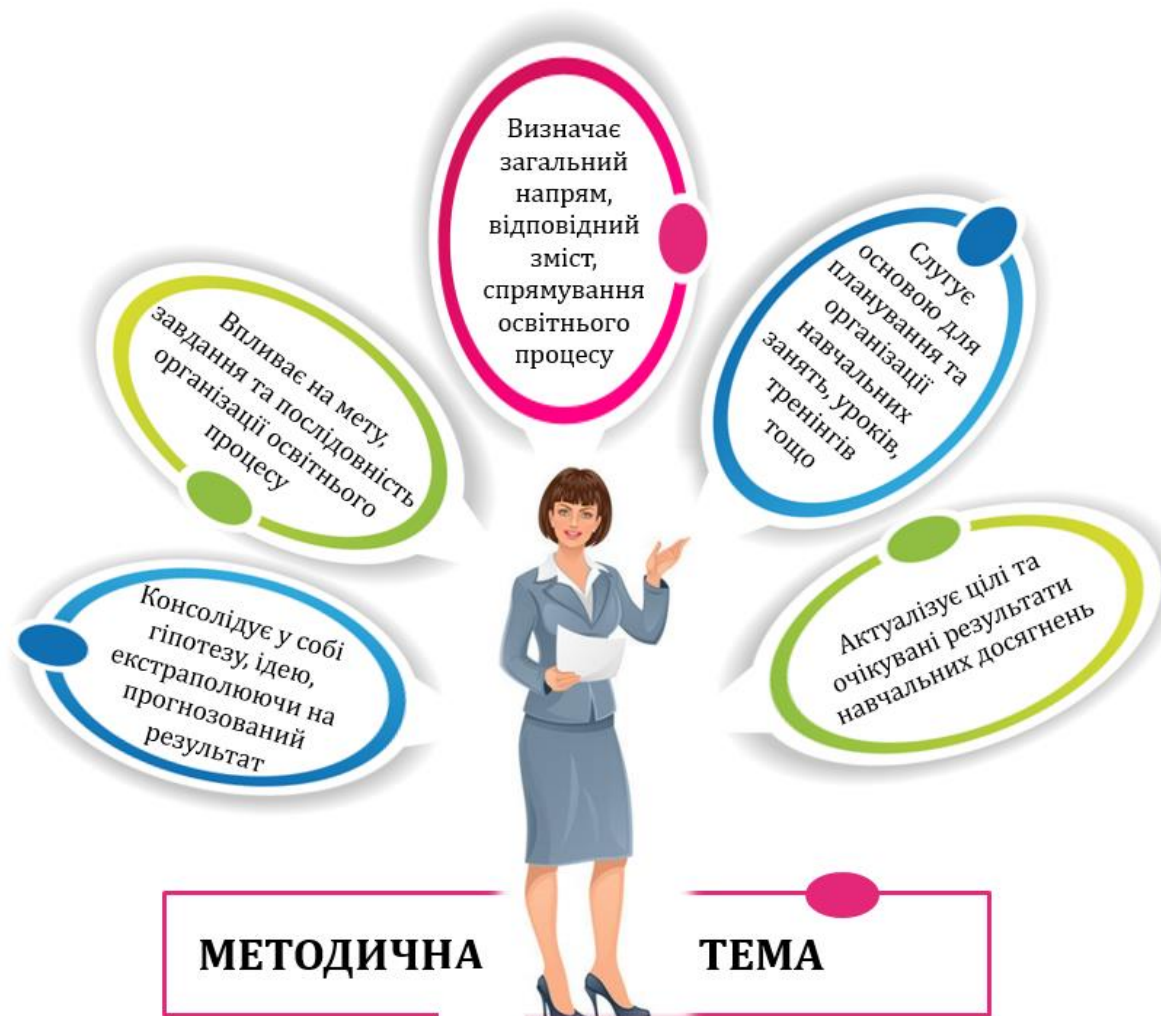 Визначає
загальний
напрям,
відповідний
зміст,
спрямування
освітнього
процесу
Впливає на мету,
завдання та послідовність
організації освітнього
процесу
Слугує
основою для
планування та
організації
навчальних
занять, уроків,
тренінгів
тощо
Консолідує у собі
гіпотезу, ідею,
екстраполюючи на
прогнозований
результат
Актуалізує цілі та
очікувані результати
навчальних досягнень
МЕТОДИЧНА ТЕМА